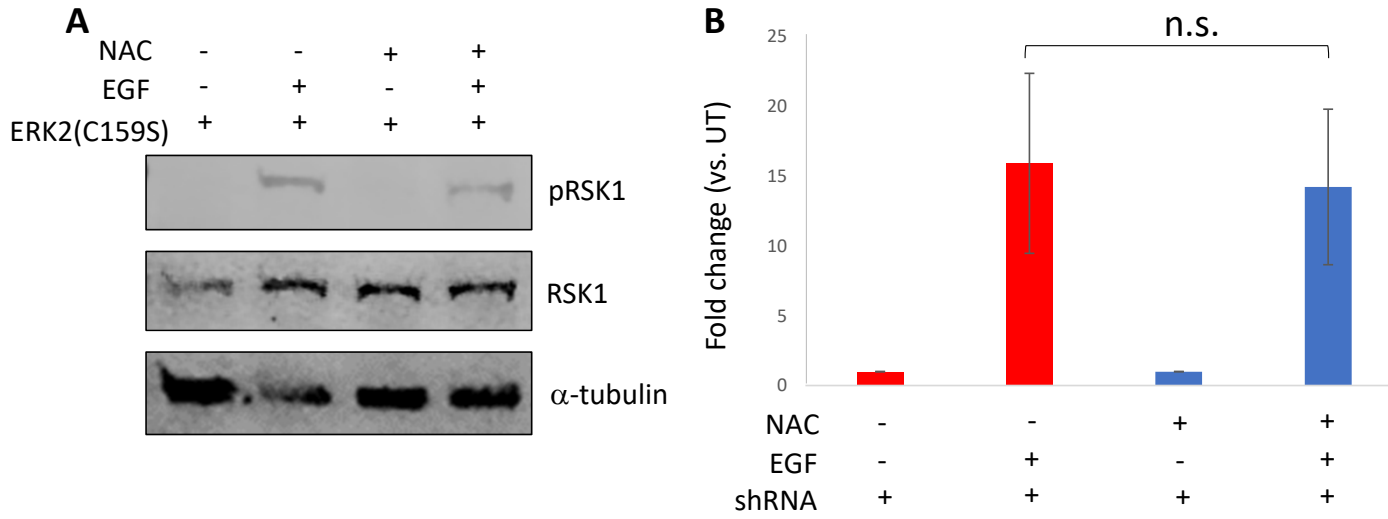 A
NAC - - + +
EGF - + - +
ERK2(C159S) + + + +
pRSK1
RSK1
α-tubulin
B
n.s.
25
20
15
10
5
0
Fold change (vs. UT)
NAC - - + +
EGF - + - +
shRNA + + + +